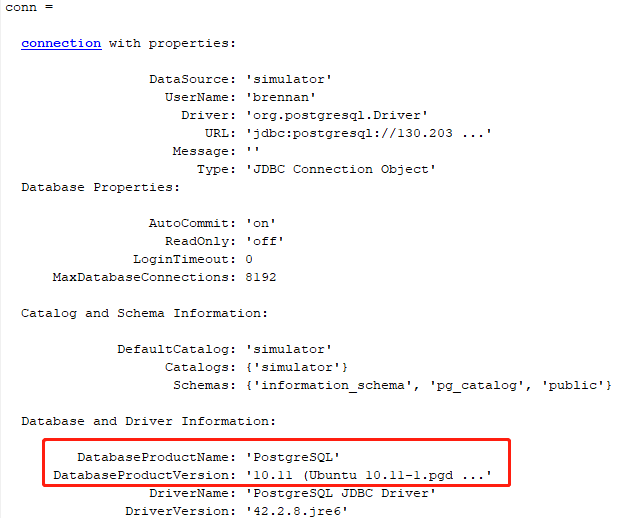 conn =
connection with properties:
DataSource: 'simulator'
UserName: 'brennan'
Driver: 'org.postgresql.Driver'
URL: 'jdbc:postgresql://130.203 ...'
Message: ''
Type: 'JDBC Connection Object'
Database Properties:
AutoCommit: 'on'
ReadOnly: 'off'
LoginTimeout: 0
MaxDatabaseConnections: 8192
Catalog and Schema Information:
DefaultCatalog: 'simulator'
Catalogs: {'simulator'}
Schemas: {'information_schema', 'pg_catalog', 'public'}
Database and Driver Information:
DatabaseProductName: 'PostgreSQL'
DatabaseProductVersion: '10.11 (Ubuntu 10.11-1.pgd ...'
DriverName: 'PostgreSQL JDBC Driver'
DriverVersion: '42.2.8.jre6'